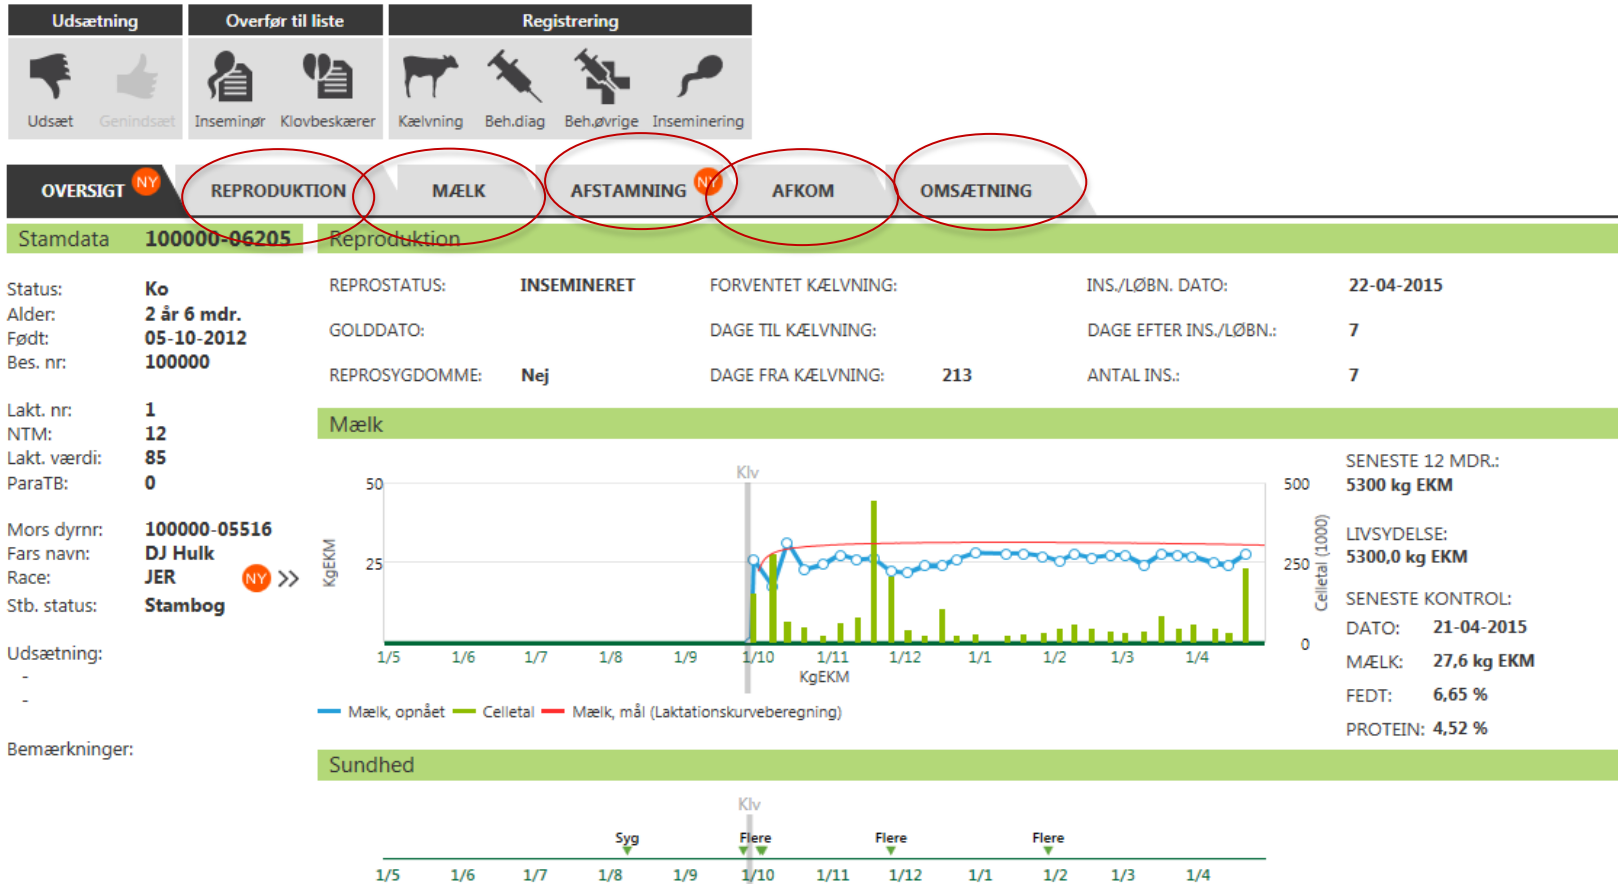 Udsætning Overfør til liste Registrering
Udsæt Genindsæt Inseminør Klovbeskærer Kælvning Beh.diag Beh.øvrige Inseminering
OVERSIGT NY REPRODUKTION MÆLK AFSTAMNING NY AFKOM OMSÆTNING
Stamdata 100000-06205
Status: Ko
Alder: 2 år 6 mdr.
Født: 05-10-2012
Bes. nr: 100000
Lakt. nr: 1
NTM: 12
Lakt. værdi: 85
ParaTB: 0
Mors dyrnr: 100000-05516
Fars navn: DJ Hulk
Race: JER NY >>
Stb. status: Stambog
Udsætning:
-
-
Bemærkninger:
Reproduktion
REPROSTATUS: INSEMINERET FORVENTET KÆLVNING: INS./LØBN. DATO: 22-04-2015
GOLDDATO: DAGE TIL KÆLVNING: DAGE EFTER INS./LØBN.: 7
REPROSYGDOMME: Nej DAGE FRA KÆLVNING: 213 ANTAL INS.: 7
Mælk
Klv
50 500
25 250
0
KgEKM
Celletal (1000)
1/5 1/6 1/7 1/8 1/9 1/10 1/11 1/12 1/1 1/2 1/3 1/4
KgEKM
Mælk, opnået Celletal Mælk, mål (Laktationskurveberegning)
SENESTE 12 MDR.:
5300 kg EKM
LIVSYDELSE:
5300,0 kg EKM
SENESTE KONTROL:
DATO: 21-04-2015
MÆLK: 27,6 kg EKM
FEDT: 6,65 %
PROTEIN: 4,52 %
Sundhed
Klv
Syg Flere Flere Flere
1/5 1/6 1/7 1/8 1/9 1/10 1/11 1/12 1/1 1/2 1/3 1/4